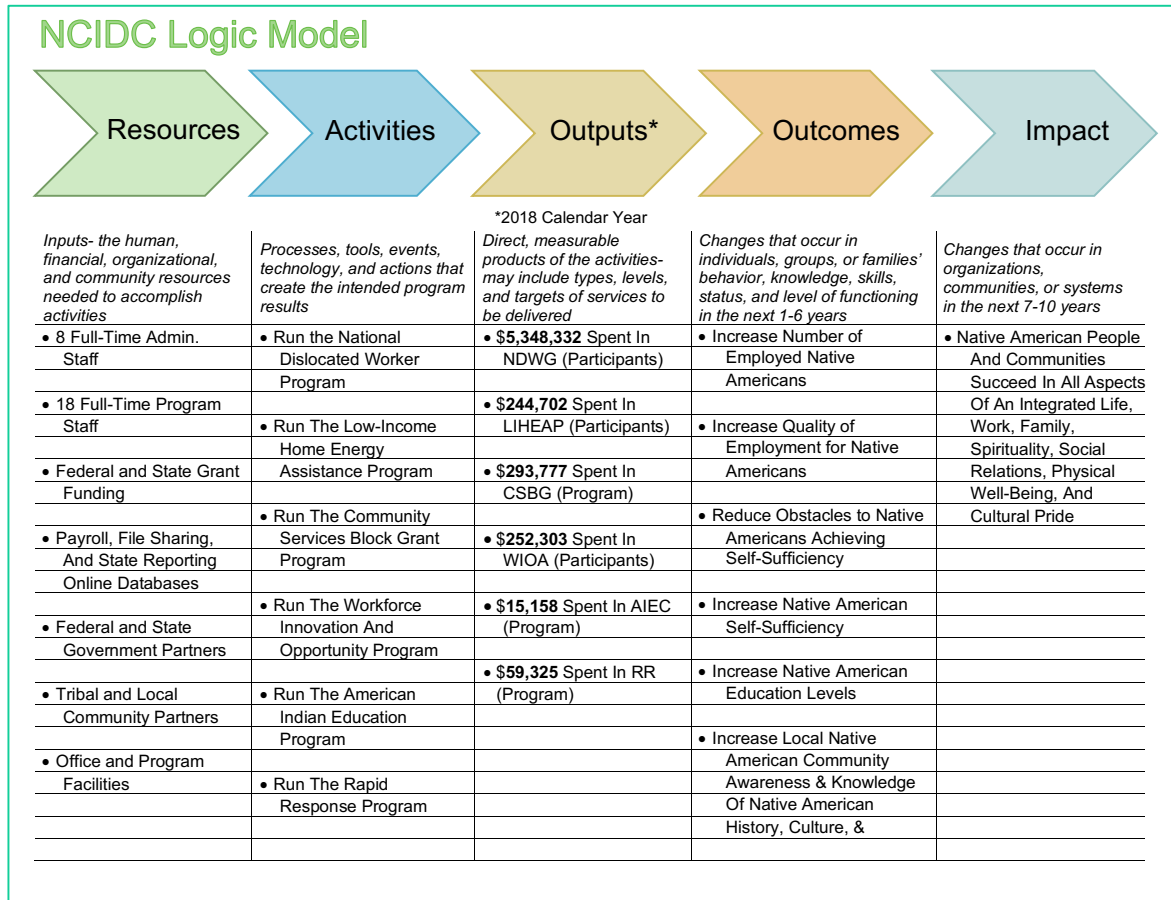 NCIDC Logic Model
Resources
Activities
Outputs*
Outcomes
Impact
*2018 Calendar Year
Inputs- the human,
financial, organizational,
and community resources
needed to accomplish
activities
• 8 Full-Time Admin.
Staff
• 18 Full-Time Program
Staff
• Federal and State Grant
Funding
• Payroll, File Sharing,
And State Reporting
Online Databases
• Federal and State
Government Partners
• Tribal and Local
Community Partners
• Office and Program
Facilities
Processes, tools, events,
technology, and actions that
create the intended program
results
• Run the National
Dislocated Worker
Program
• Run The Low-Income
Home Energy
Assistance Program
• Run The Community
Services Block Grant
Program
• Run The Workforce
Innovation And
Opportunity Program
• Run The American
Indian Education
Program
• Run The Rapid
Response Program
Direct, measurable
products of the activities-
may include types, levels,
and targets of services to
be delivered
• $5,348,332 Spent In
NDWG (Participants)
• $244,702 Spent In
LIHEAP (Participants)
• $293,777 Spent In
CSBG (Program)
• $252,303 Spent In
WIOA (Participants)
• $15,158 Spent In AIEC
(Program)
• $59,325 Spent In RR
(Program)
Changes that occur in
individuals, groups, or families'
behavior, knowledge, skills,
status, and level of functioning
in the next 1-6 years
• Increase Number of
Employed Native
Americans
• Increase Quality of
Employment for Native
Americans
• Reduce Obstacles to Native
Americans Achieving
Self-Sufficiency
• Increase Native American
Self-Sufficiency
• Increase Native American
Education Levels
• Increase Local Native
American Community
Awareness & Knowledge
Of Native American
History, Culture, &
Changes that occur in
organizations,
communities, or systems
in the next 7-10 years
• Native American People
And Communities
Succeed In All Aspects
Of An Integrated Life,
Work, Family,
Spirituality, Social
Relations, Physical
Well-Being, And
Cultural Pride